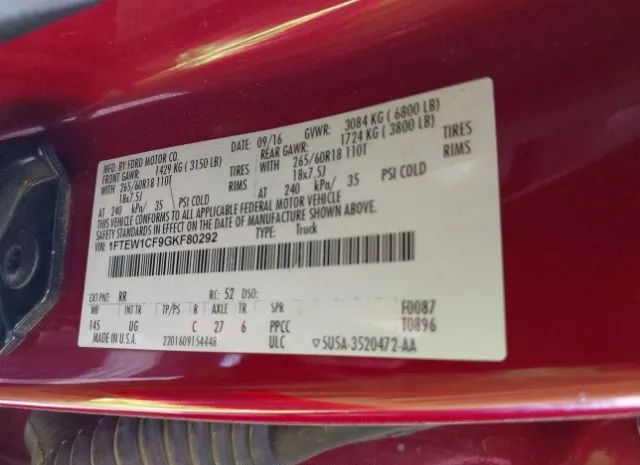 MFD. BY FORD MOTOR CO. DATE: 09/16 GVWR: 3084 KG ( 6800 LB)
FRONT GAWR: 1429 KG ( 3150 LB) REAR GAWR: 1724 KG ( 3800 LB)
WITH 265/60R18 110T TIRES WITH 265/60R18 110T TIRES
18x7.5J RIMS 18x7.5J RIMS
AT 240 kPa/ 35 PSI COLD AT 240 kPa/ 35 PSI COLD
THIS VEHICLE CONFORMS TO ALL APPLICABLE FEDERAL MOTOR VEHICLE
SAFETY STANDARDS IN EFFECT ON THE DATE OF MANUFACTURE SHOWN ABOVE.
VIN: 1FTEW1CF9GKF80292 TYPE: Truck
EXT PNT: RR RC: 52 DSO: F0087
WB INT TR TP/PS R AXLE TR SPR T0896
145 UG C 27 6 PPCC
MADE IN U.S.A. 2201609154448 ULC ▽5U5A-3520472-AA